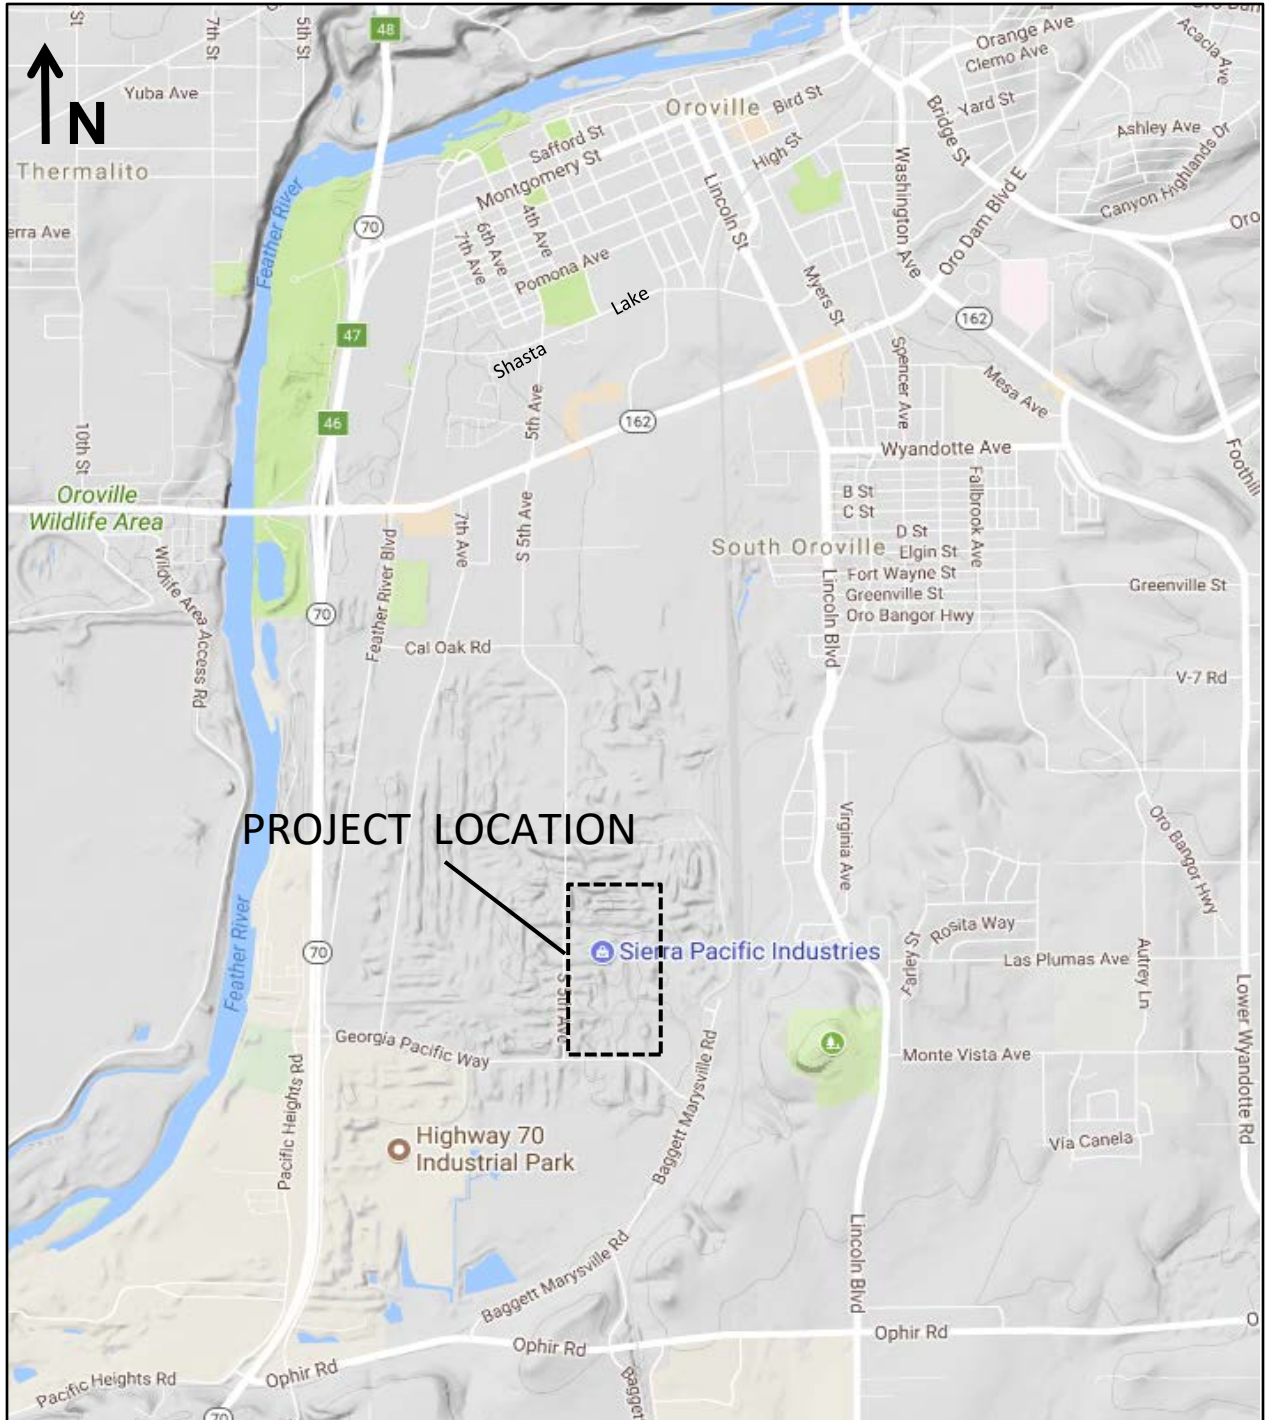 St
7th St
5th St
48
Orange Ave
Clemo Ave
Acacia Ave
N
Yuba Ave
Oroville
Bird St
Yard St
Bridge St
Ashley Ave
Safford St
High St
Thermalito
Montgomery St
Washington Ave
Canyon Highlands Dr
Feather River
Lincoln St
Oro Dam Blvd E
erra Ave
70
4th Ave
6th Ave
7th Ave
Pomona Ave
Oro
Lake
Myers St
162
47
Shasta
Spencer Ave
Mesa Ave
5th Ave
46
162
10th St
Wyandotte Ave
Foothill
Oroville
Wildlife Area
B St
C St
Fallbrook Ave
7th Ave
S 5th Ave
D St
South Oroville
Elgin St
Wildlife Area Access Rd
Feather River Blvd
Fort Wayne St
Greenville St
Greenville St
70
Oro Bangor Hwy
Lincoln Blvd
Cal Oak Rd
V-7 Rd
PROJECT LOCATION
Virginia Ave
Oro Bangor Hwy
Feather River
70
Sierra Pacific Industries
Farley St
Rosita Way
Las Plumas Ave
Autrey Ln
Lower Wyandotte Rd
S 5th Ave
Georgia Pacific Way
Baggett Marysville Rd
Monte Vista Ave
Pacific Heights Rd
Highway 70
Industrial Park
Via Canela
Lincoln Blvd
Baggett Marysville Rd
Ophir Rd
Ophir Rd
O
Pacific Heights Rd
Ophir Rd
Bagget
70